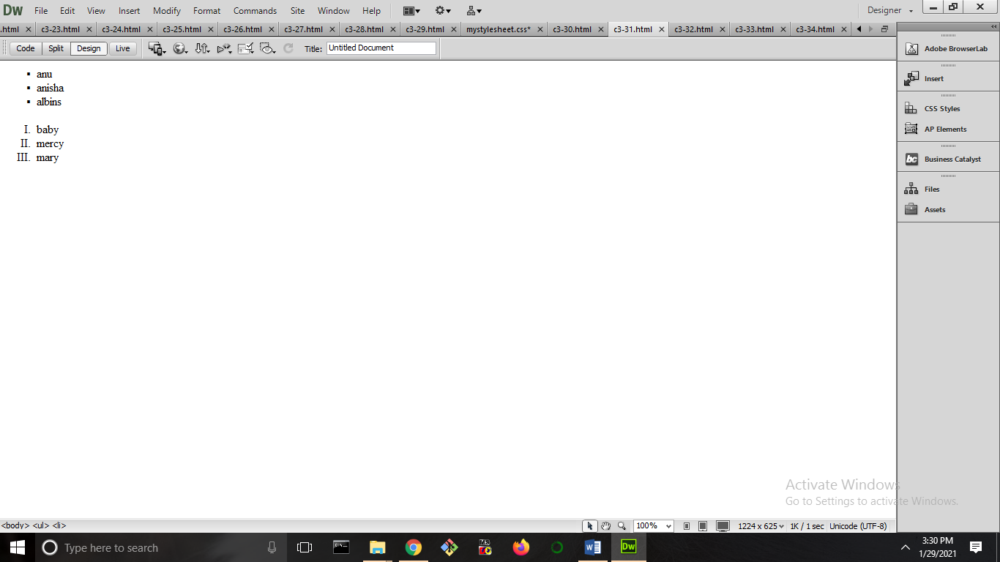 Dw File Edit View Insert Modify Format Commands Site Window Help Designer
.html c3-23.html c3-24.html c3-25.html c3-26.html c3-27.html c3-28.html c3-29.html mystylesheet.css* c3-30.html c3-31.html c3-32.html c3-33.html c3-34.html
Code Split Design Live Title: Untitled Document
▪ anu
▪ anisha
▪ albins
I. baby
II. mercy
III. mary
Adobe BrowserLab
Insert
CSS Styles
AP Elements
bc Business Catalyst
Files
Assets
Activate Windows
Go to Settings to activate Windows.
<body> <ul> <li> 100% 1224 x 625 1K / 1 sec Unicode (UTF-8)
Type here to search
Dw
3:30 PM
1/29/2021